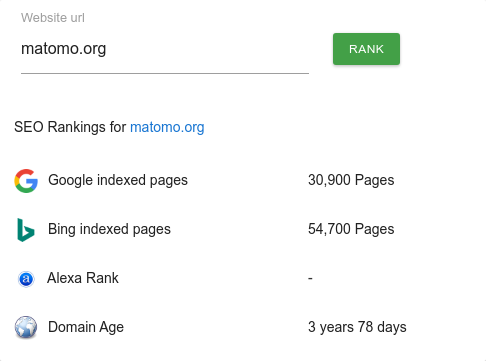 Website url
matomo.org
RANK
SEO Rankings for matomo.org
Google indexed pages 30,900 Pages
Bing indexed pages 54,700 Pages
Alexa Rank -
Domain Age 3 years 78 days